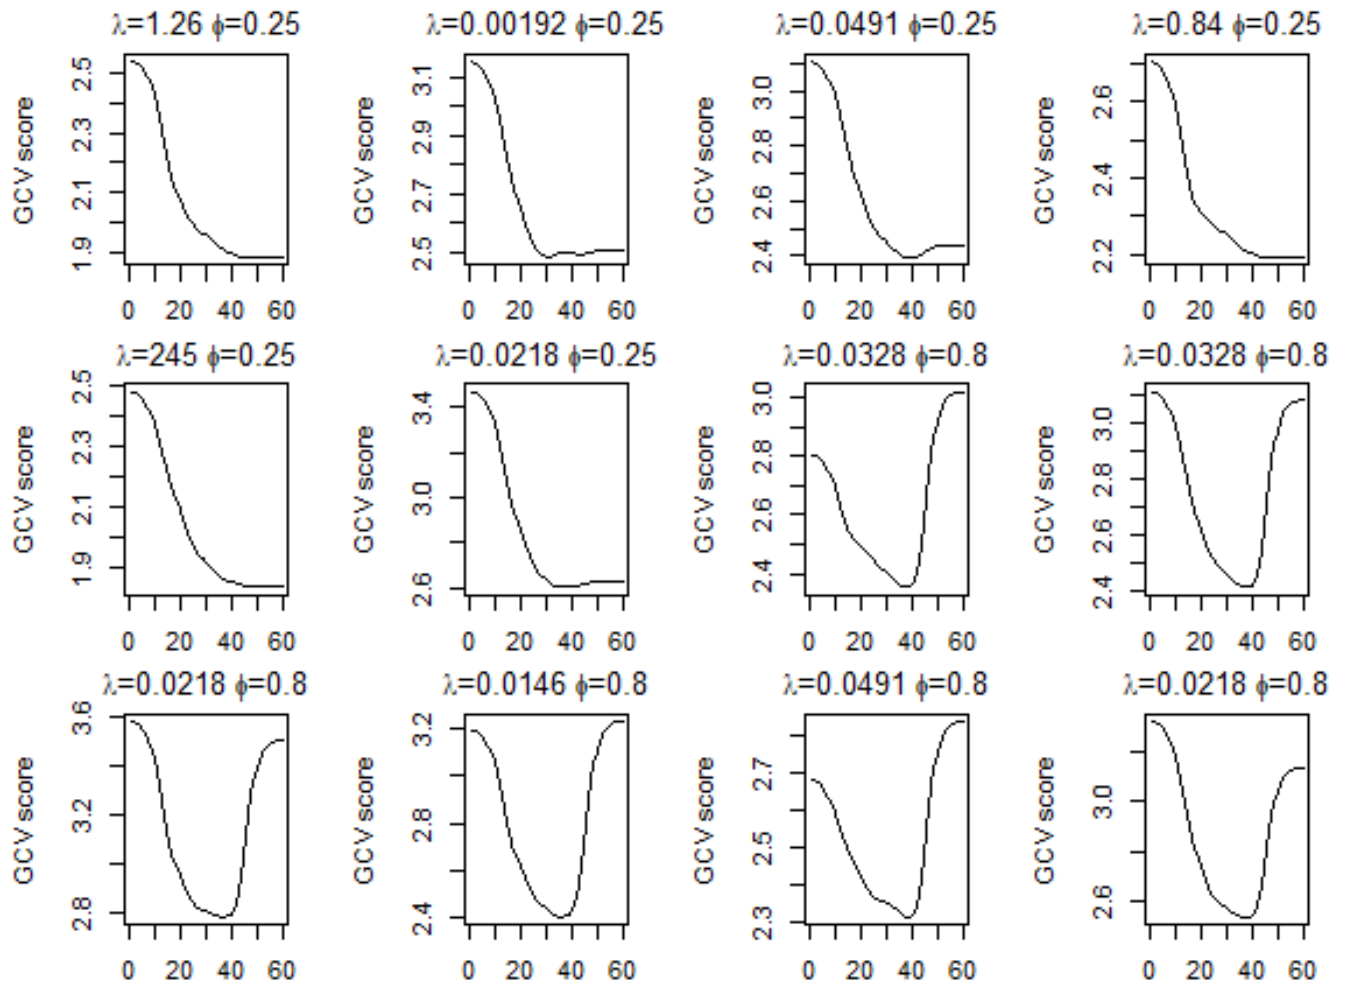 λ=1.26 ϕ=0.25
GCV score
1.9 2.1 2.3 2.5
0 20 40 60
λ=0.00192 ϕ=0.25
GCV score
2.5 2.7 2.9 3.1
0 20 40 60
λ=0.0491 ϕ=0.25
GCV score
2.4 2.6 2.8 3.0
0 20 40 60
λ=0.84 ϕ=0.25
GCV score
2.2 2.4 2.6
0 20 40 60
λ=245 ϕ=0.25
GCV score
1.9 2.1 2.3 2.5
0 20 40 60
λ=0.0218 ϕ=0.25
GCV score
2.6 3.0 3.4
0 20 40 60
λ=0.0328 ϕ=0.8
GCV score
2.4 2.6 2.8 3.0
0 20 40 60
λ=0.0328 ϕ=0.8
GCV score
2.4 2.6 2.8 3.0
0 20 40 60
λ=0.0218 ϕ=0.8
GCV score
2.8 3.2 3.6
0 20 40 60
λ=0.0146 ϕ=0.8
GCV score
2.4 2.8 3.2
0 20 40 60
λ=0.0491 ϕ=0.8
GCV score
2.3 2.5 2.7
0 20 40 60
λ=0.0218 ϕ=0.8
GCV score
2.6 3.0
0 20 40 60